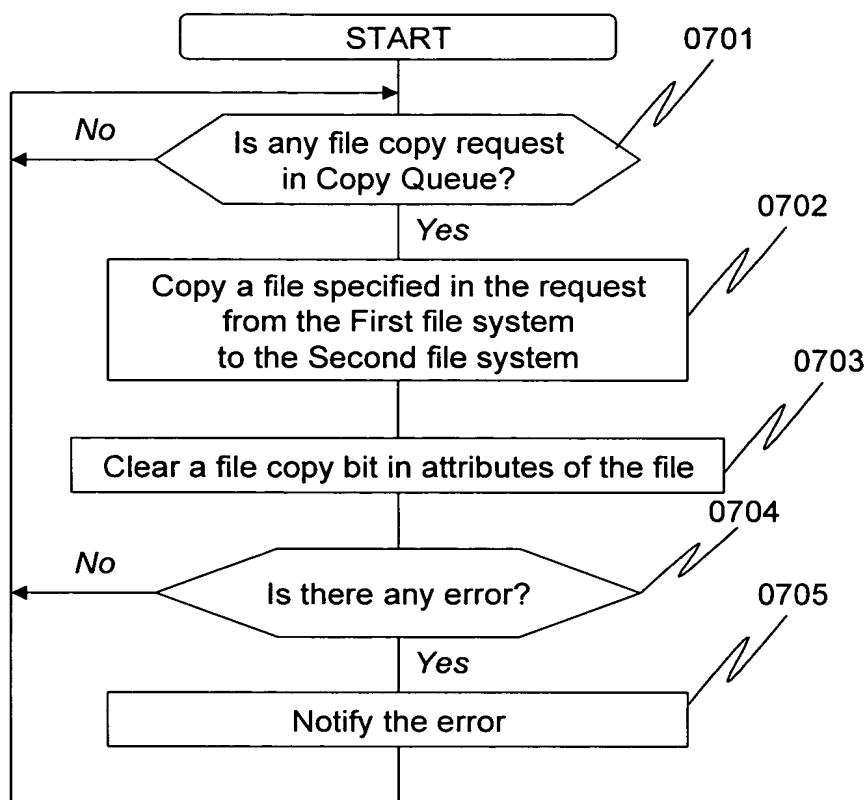 START
0701
No
Is any file copy request
in Copy Queue?
Yes
0702
Copy a file specified in the request
from the First file system
to the Second file system
0703
Clear a file copy bit in attributes of the file
0704
No
Is there any error?
0705
Yes
Notify the error